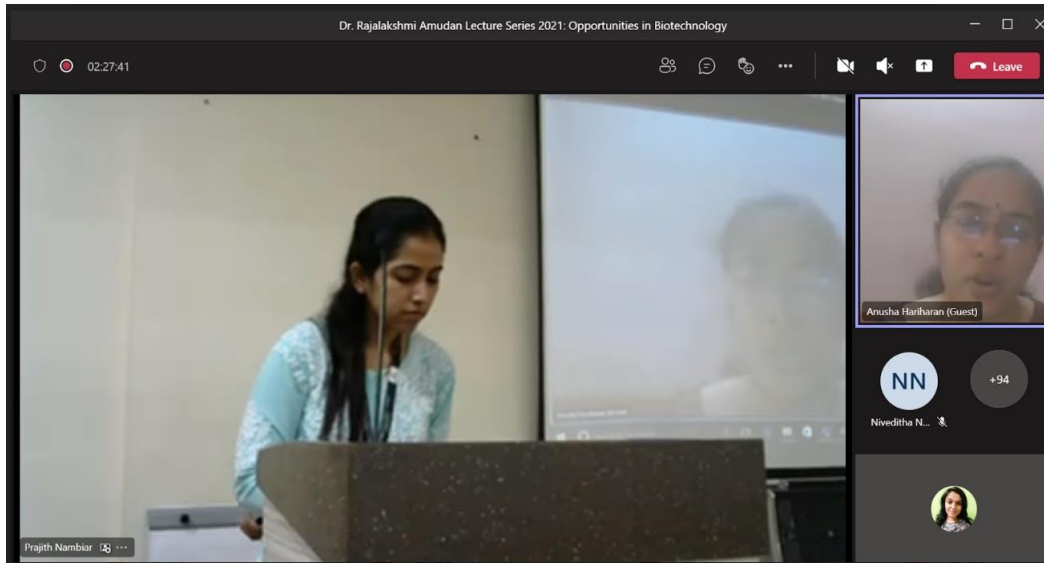 Dr. Rajalakshmi Amudan Lecture Series 2021: Opportunities in Biotechnology
02:27:41
Leave
Anusha Hariharan (Guest)
NN
+94
Niveditha N...
Prajith Nambiar